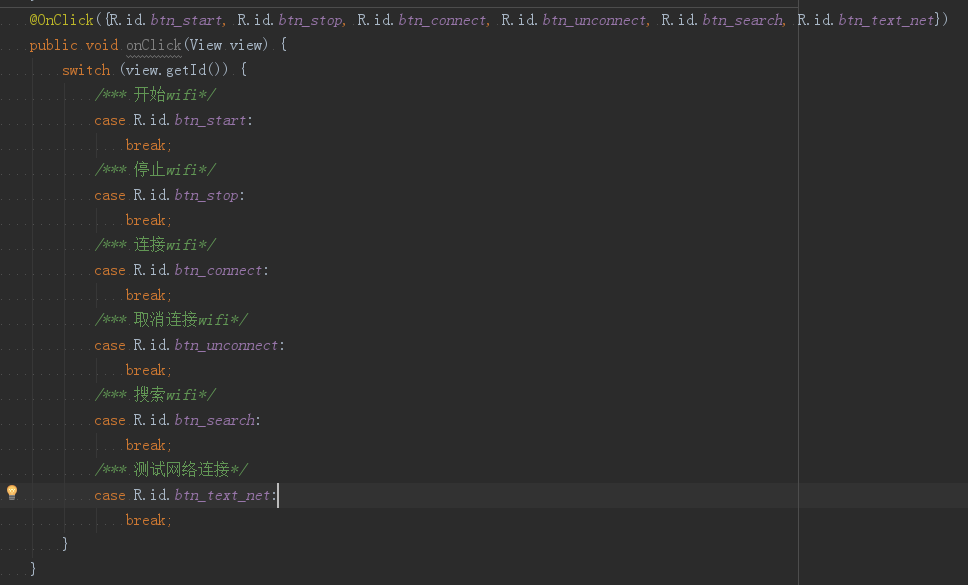 @OnClick({R.id.btn_start, R.id.btn_stop, R.id.btn_connect, R.id.btn_unconnect, R.id.btn_search, R.id.btn_text_net})
public void onClick(View view) {
switch (view.getId()) {
/*** 开始wifi*/
case R.id.btn_start:
break;
/*** 停止wifi*/
case R.id.btn_stop:
break;
/*** 连接wifi*/
case R.id.btn_connect:
break;
/*** 取消连接wifi*/
case R.id.btn_unconnect:
break;
/*** 搜索wifi*/
case R.id.btn_search:
break;
/*** 测试网络连接*/
case R.id.btn_text_net:
break;
}
}